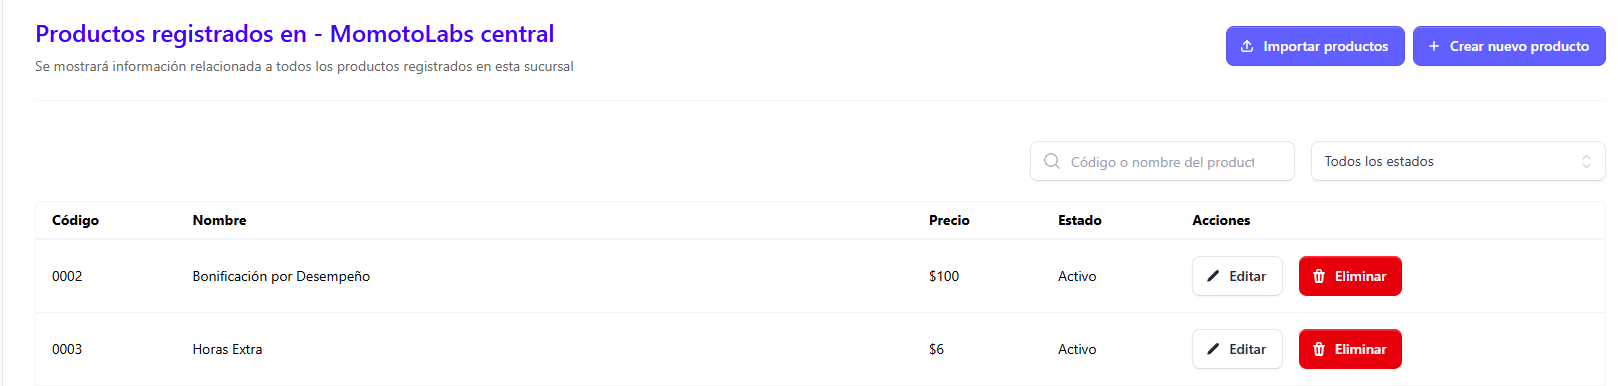 Productos registrados en - MomotoLabs central
Se mostrará información relacionada a todos los productos registrados en esta sucursal
Importar productos
Crear nuevo producto
Código o nombre del product
Todos los estados
Código Nombre Precio Estado Acciones
0002 Bonificación por Desempeño $100 Activo Editar Eliminar
0003 Horas Extra $6 Activo Editar Eliminar